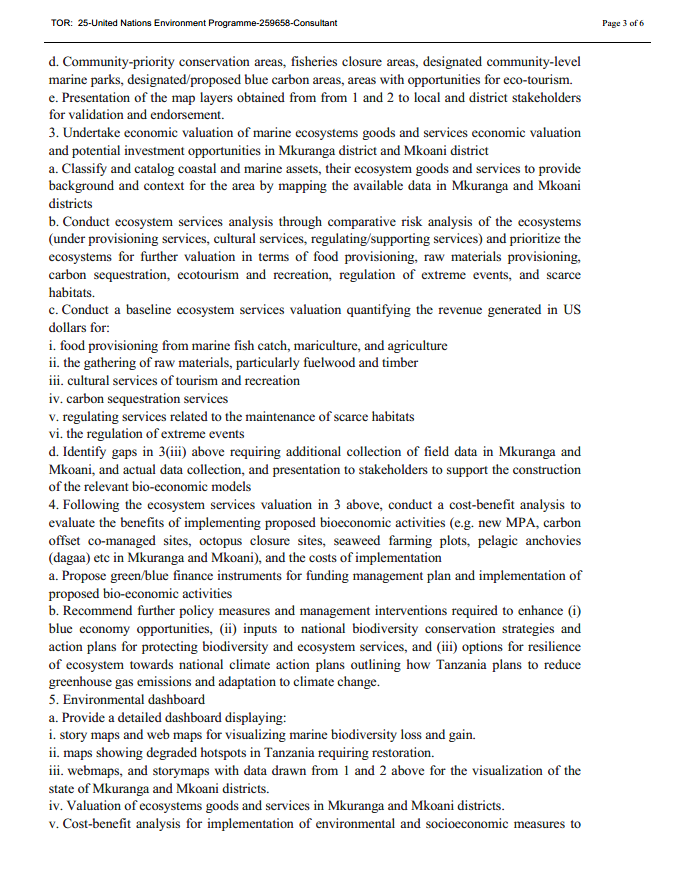 TOR: 25-United Nations Environment Programme-259658-Consultant
Page 3 of 6
d. Community-priority conservation areas, fisheries closure areas, designated community-level
marine parks, designated/proposed blue carbon areas, areas with opportunities for eco-tourism.
e. Presentation of the map layers obtained from from 1 and 2 to local and district stakeholders
for validation and endorsement.
3. Undertake economic valuation of marine ecosystems goods and services economic valuation
and potential investment opportunities in Mkuranga district and Mkoani district
a. Classify and catalog coastal and marine assets, their ecosystem goods and services to provide
background and context for the area by mapping the available data in Mkuranga and Mkoani
districts
b. Conduct ecosystem services analysis through comparative risk analysis of the ecosystems
(under provisioning services, cultural services, regulating/supporting services) and prioritize the
ecosystems for further valuation in terms of food provisioning, raw materials provisioning,
carbon sequestration, ecotourism and recreation, regulation of extreme events, and scarce
habitats.
c. Conduct a baseline ecosystem services valuation quantifying the revenue generated in US
dollars for:
i. food provisioning from marine fish catch, mariculture, and agriculture
ii. the gathering of raw materials, particularly fuelwood and timber
iii. cultural services of tourism and recreation
iv. carbon sequestration services
v. regulating services related to the maintenance of scarce habitats
vi. the regulation of extreme events
d. Identify gaps in 3(iii) above requiring additional collection of field data in Mkuranga and
Mkoani, and actual data collection, and presentation to stakeholders to support the construction
of the relevant bio-economic models
4. Following the ecosystem services valuation in 3 above, conduct a cost-benefit analysis to
evaluate the benefits of implementing proposed bioeconomic activities (e.g. new MPA, carbon
offset co-managed sites, octopus closure sites, seaweed farming plots, pelagic anchovies
(dagaa) etc in Mkuranga and Mkoani), and the costs of implementation
a. Propose green/blue finance instruments for funding management plan and implementation of
proposed bio-economic activities
b. Recommend further policy measures and management interventions required to enhance (i)
blue economy opportunities, (ii) inputs to national biodiversity conservation strategies and
action plans for protecting biodiversity and ecosystem services, and (iii) options for resilience
of ecosystem towards national climate action plans outlining how Tanzania plans to reduce
greenhouse gas emissions and adaptation to climate change.
5. Environmental dashboard
a. Provide a detailed dashboard displaying:
i. story maps and web maps for visualizing marine biodiversity loss and gain.
ii. maps showing degraded hotspots in Tanzania requiring restoration.
iii. webmaps, and storymaps with data drawn from 1 and 2 above for the visualization of the
state of Mkuranga and Mkoani districts.
iv. Valuation of ecosystems goods and services in Mkuranga and Mkoani districts.
v. Cost-benefit analysis for implementation of environmental and socioeconomic measures to